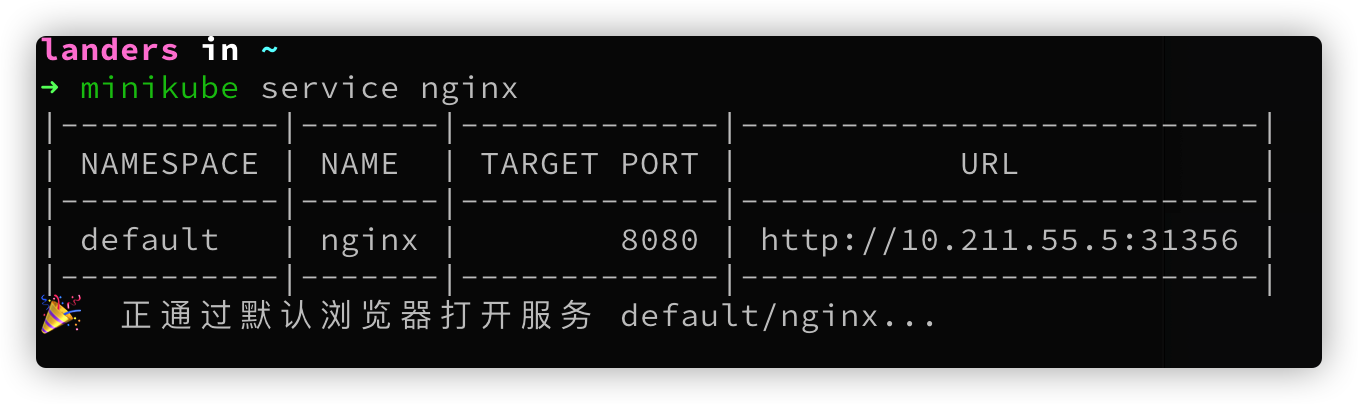 landers in ~
➜ minikube service nginx
|-----------|-------|-------------|--------------------------|
| NAMESPACE | NAME  | TARGET PORT |           URL            |
|-----------|-------|-------------|--------------------------|
| default   | nginx |        8080 | http://10.211.55.5:31356 |
|-----------|-------|-------------|--------------------------|
🎉  正通过默认浏览器打开服务 default/nginx...